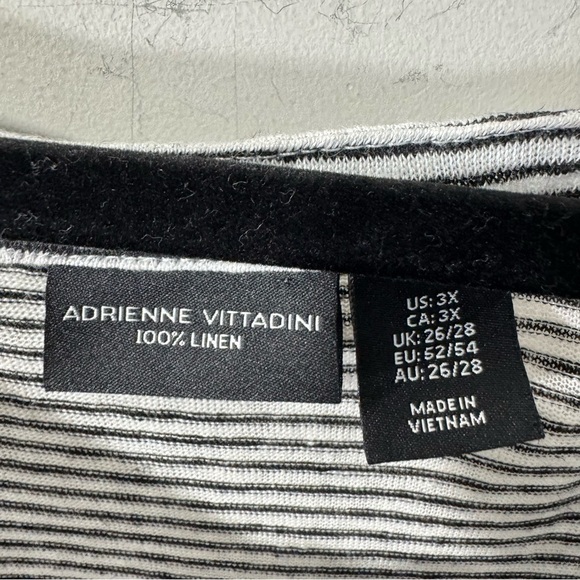 ADRIENNE VITTADINI
100% LINEN
US: 3X
CA: 3X
UK: 26/28
EU: 52/54
AU: 26/28
MADE IN
VIETNAM